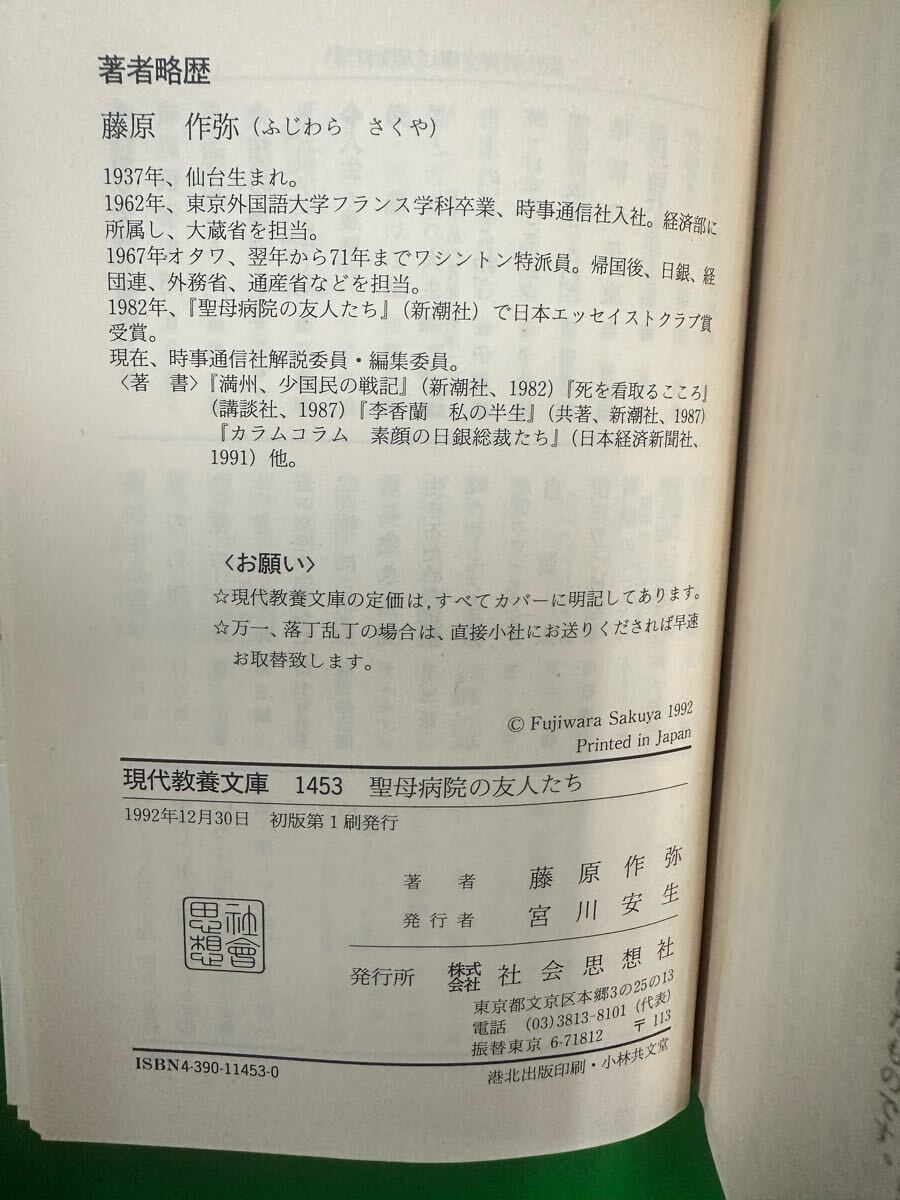 著者略歴
藤原　作弥（ふじわら　さくや）
1937年、仙台生まれ。
1962年、東京外国語大学フランス学科卒業、時事通信社入社。経済部に
所属し、大蔵省を担当。
1967年オタワ、翌年から71年までワシントン特派員。帰国後、日銀、経
団連、外務省、通産省などを担当。
1982年、『聖母病院の友人たち』（新潮社）で日本エッセイストクラブ賞
受賞。
現在、時事通信社解説委員・編集委員。
〈著　書〉『満州、少国民の戦記』（新潮社、1982）『死を看取るこころ』
（講談社、1987）『李香蘭　私の半生』（共著、新潮社、1987）
『カラムコラム　素顔の日銀総裁たち』（日本経済新聞社、
1991）他。
〈お願い〉
☆現代教養文庫の定価は,すべてカバーに明記してあります。
☆万一、落丁乱丁の場合は、直接小社にお送りくだされば早速
お取替致します。
© Fujiwara Sakuya 1992
Printed in Japan
現代教養文庫　1453　聖母病院の友人たち
1992年12月30日　初版第1刷発行
著　者　藤原作弥
発行者　宮川安生
社會思想
発行所　株式会社　社会思想社
東京都文京区本郷3の25の13
電話　(03)3813-8101（代表）
振替東京 6-71812　〒113
ISBN4-390-11453-0
港北出版印刷・小林共文堂